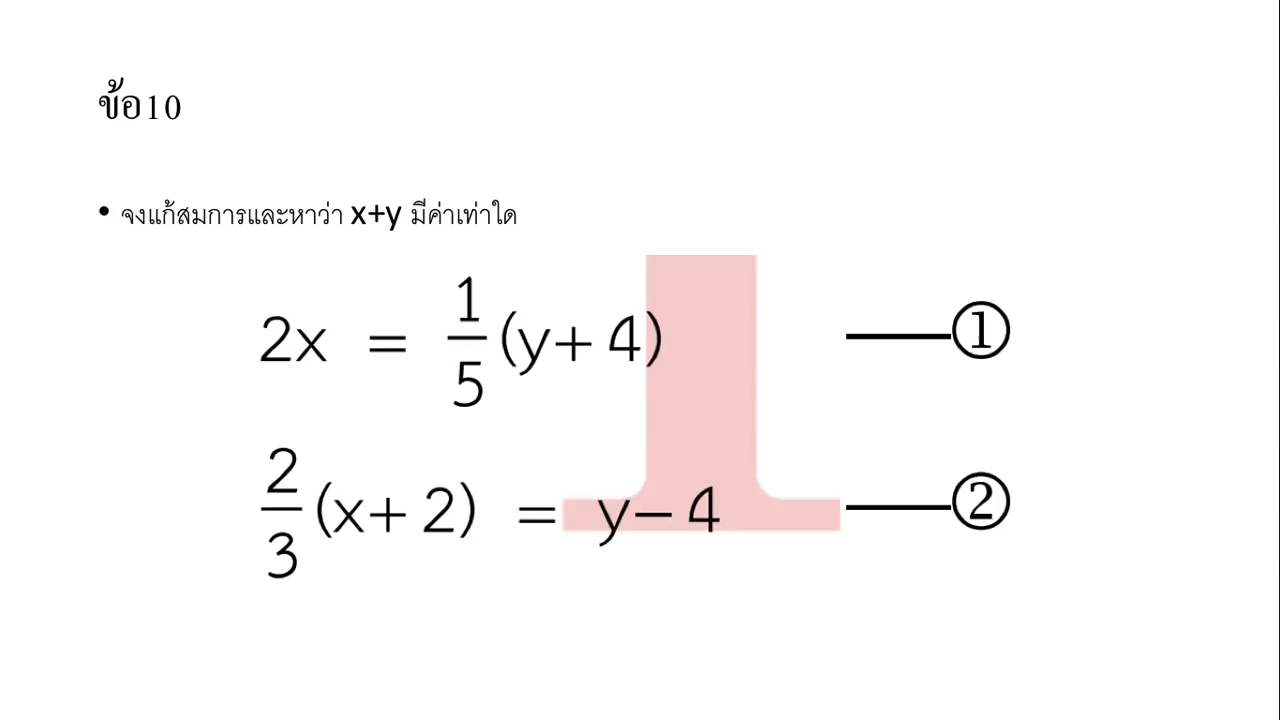 ข้อ10
• จงแก้สมการและหาว่า x+y มีค่าเท่าใด
2x = \frac{1}{5}(y+4) ——①
\frac{2}{3}(x+2) = y-4 ——②